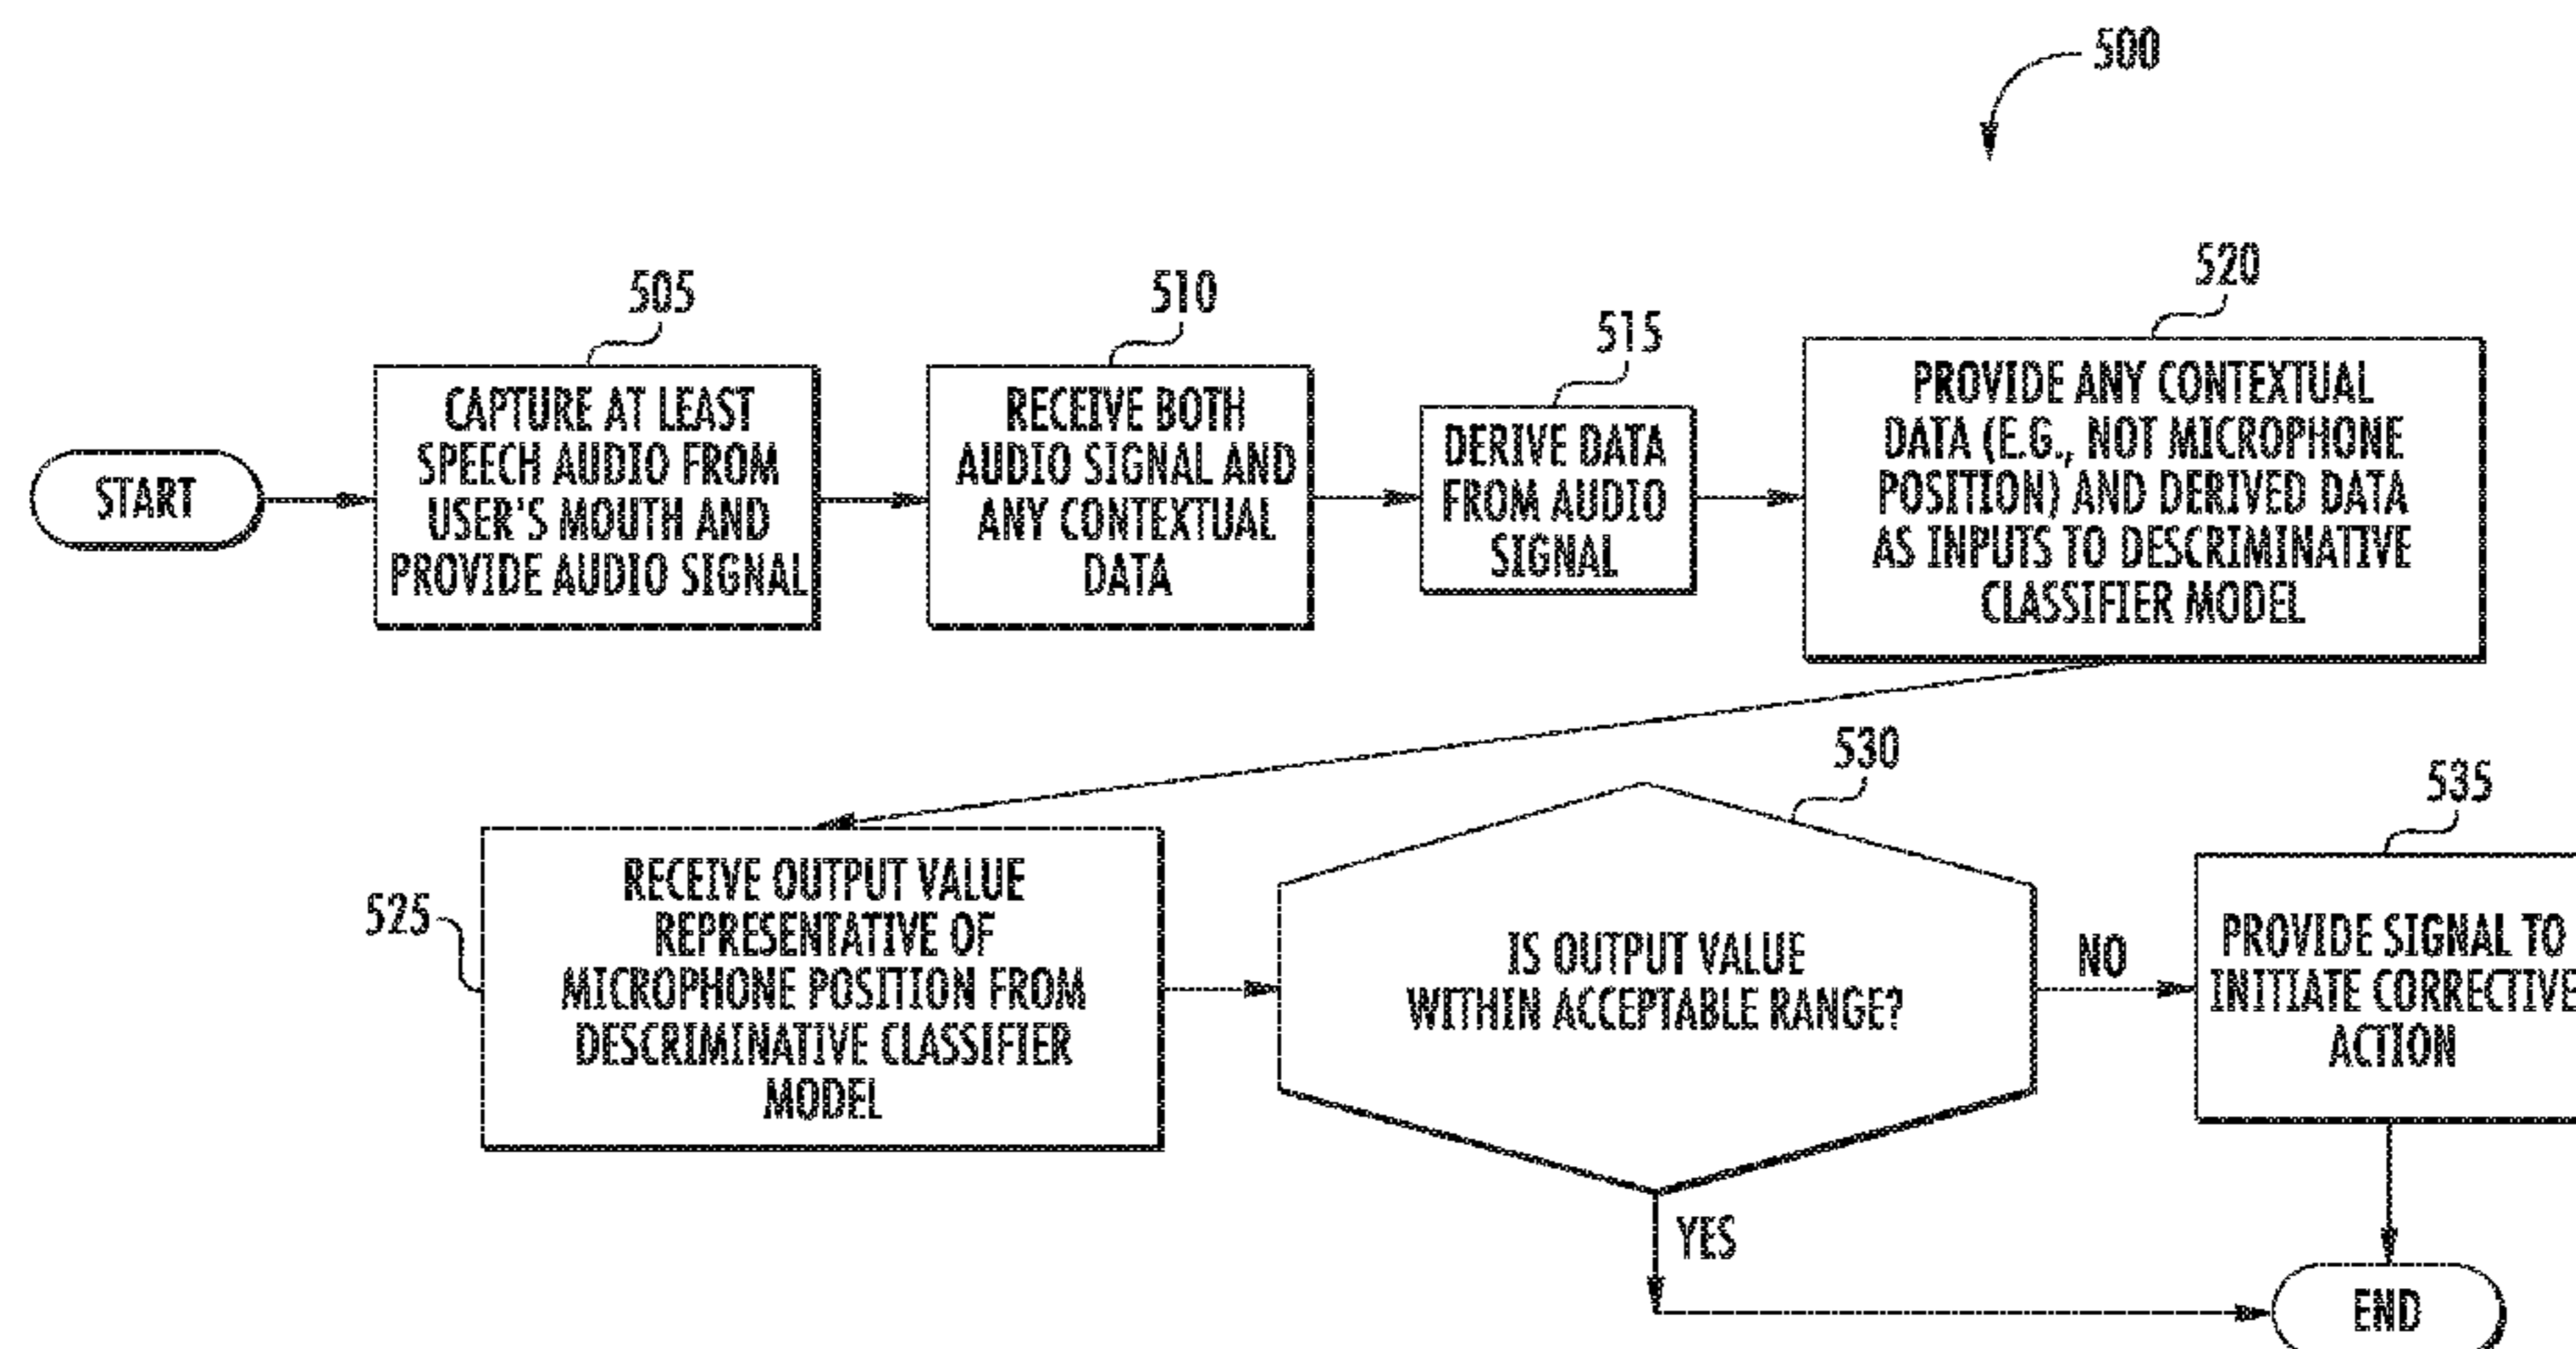 500
505
510
515
520
START
CAPTURE AT LEAST
SPEECH AUDIO FROM
USER'S MOUTH AND
PROVIDE AUDIO SIGNAL
RECEIVE BOTH
AUDIO SIGNAL AND
ANY CONTEXTUAL
DATA
DERIVE DATA
FROM AUDIO
SIGNAL
PROVIDE ANY CONTEXTUAL
DATA (E.G., NOT MICROPHONE
POSITION) AND DERIVED DATA
AS INPUTS TO DESCRIMINATIVE
CLASSIFIER MODEL
525
RECEIVE OUTPUT VALUE
REPRESENTATIVE OF
MICROPHONE POSITION FROM
DESCRIMINATIVE CLASSIFIER
MODEL
530
IS OUTPUT VALUE
WITHIN ACCEPTABLE RANGE?
NO
535
PROVIDE SIGNAL TO
INITIATE CORRECTIVE
ACTION
YES
END